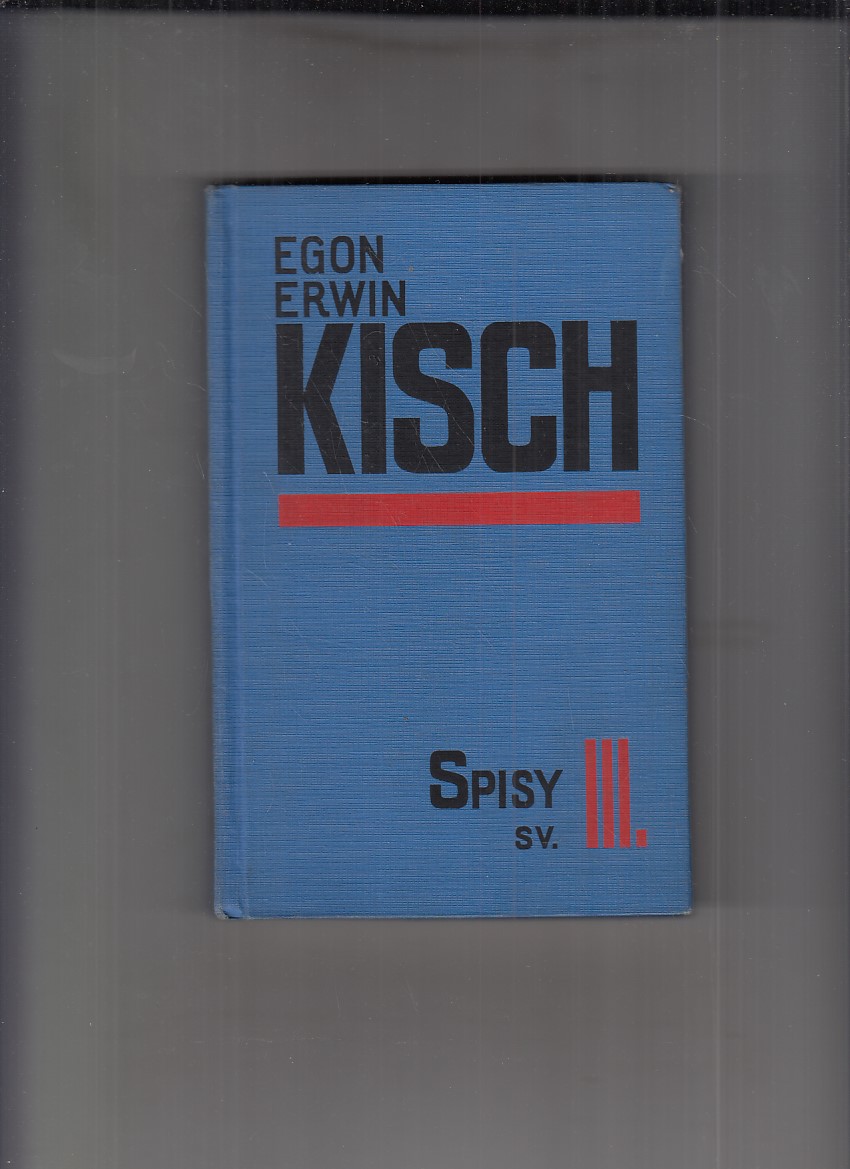 EGON
ERWIN
KISCH
SPISY
SV. III.